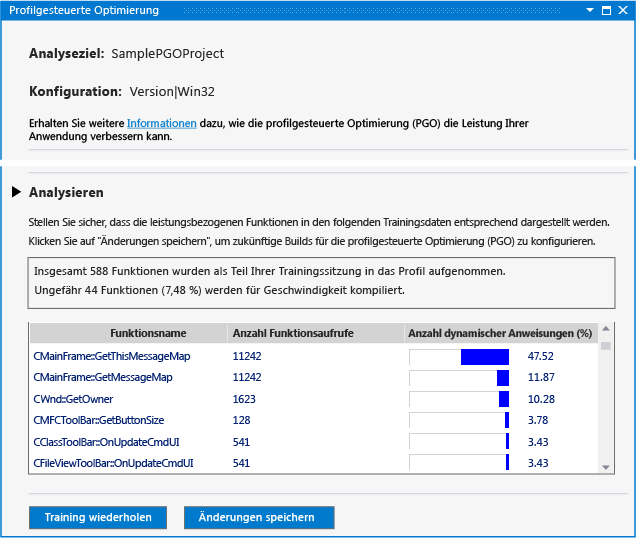 Profilgesteuerte Optimierung
Analyseziel: SamplePGOProject
Konfiguration: Version|Win32
Erhalten Sie weitere Informationen dazu, wie die profilgesteuerte Optimierung (PGO) die Leistung Ihrer
Anwendung verbessern kann.
Analysieren
Stellen Sie sicher, dass die leistungsbezogenen Funktionen in den folgenden Trainingsdaten entsprechend dargestellt werden.
Klicken Sie auf "Änderungen speichern", um zukünftige Builds für die profilgesteuerte Optimierung (PGO) zu konfigurieren.
Insgesamt 588 Funktionen wurden als Teil Ihrer Trainingssitzung in das Profil aufgenommen.
Ungefähr 44 Funktionen (7,48 %) werden für Geschwindigkeit kompiliert.
Funktionsname Anzahl Funktionsaufrufe Anzahl dynamischer Anweisungen (%)
CMainFrame::GetThisMessageMap 11242 47.52
CMainFrame::GetMessageMap 11242 11.87
CWnd::GetOwner 1623 10.28
CMFCToolBar::GetButtonSize 128 3.78
CClassToolBar::OnUpdateCmdUI 541 3.43
CFileViewToolBar::OnUpdateCmdUI 541 3.43
Training wiederholen Änderungen speichern